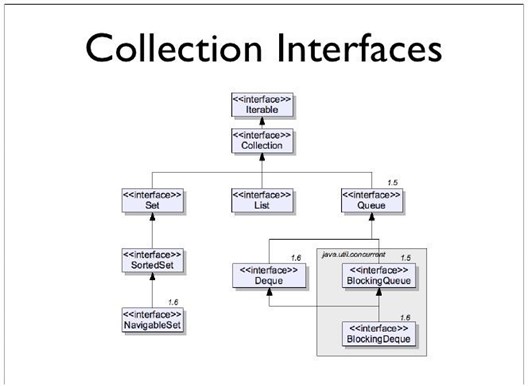 Collection Interfaces
<<interface>>
Iterable
<<interface>>
Collection
<<interface>>
Set
<<interface>>
List
1.5
<<interface>>
Queue
<<interface>>
SortedSet
1.6
<<interface>>
Deque
java.util.concurrent
1.5
<<interface>>
BlockingQueue
1.6
<<interface>>
NavigableSet
1.6
<<interface>>
BlockingDeque